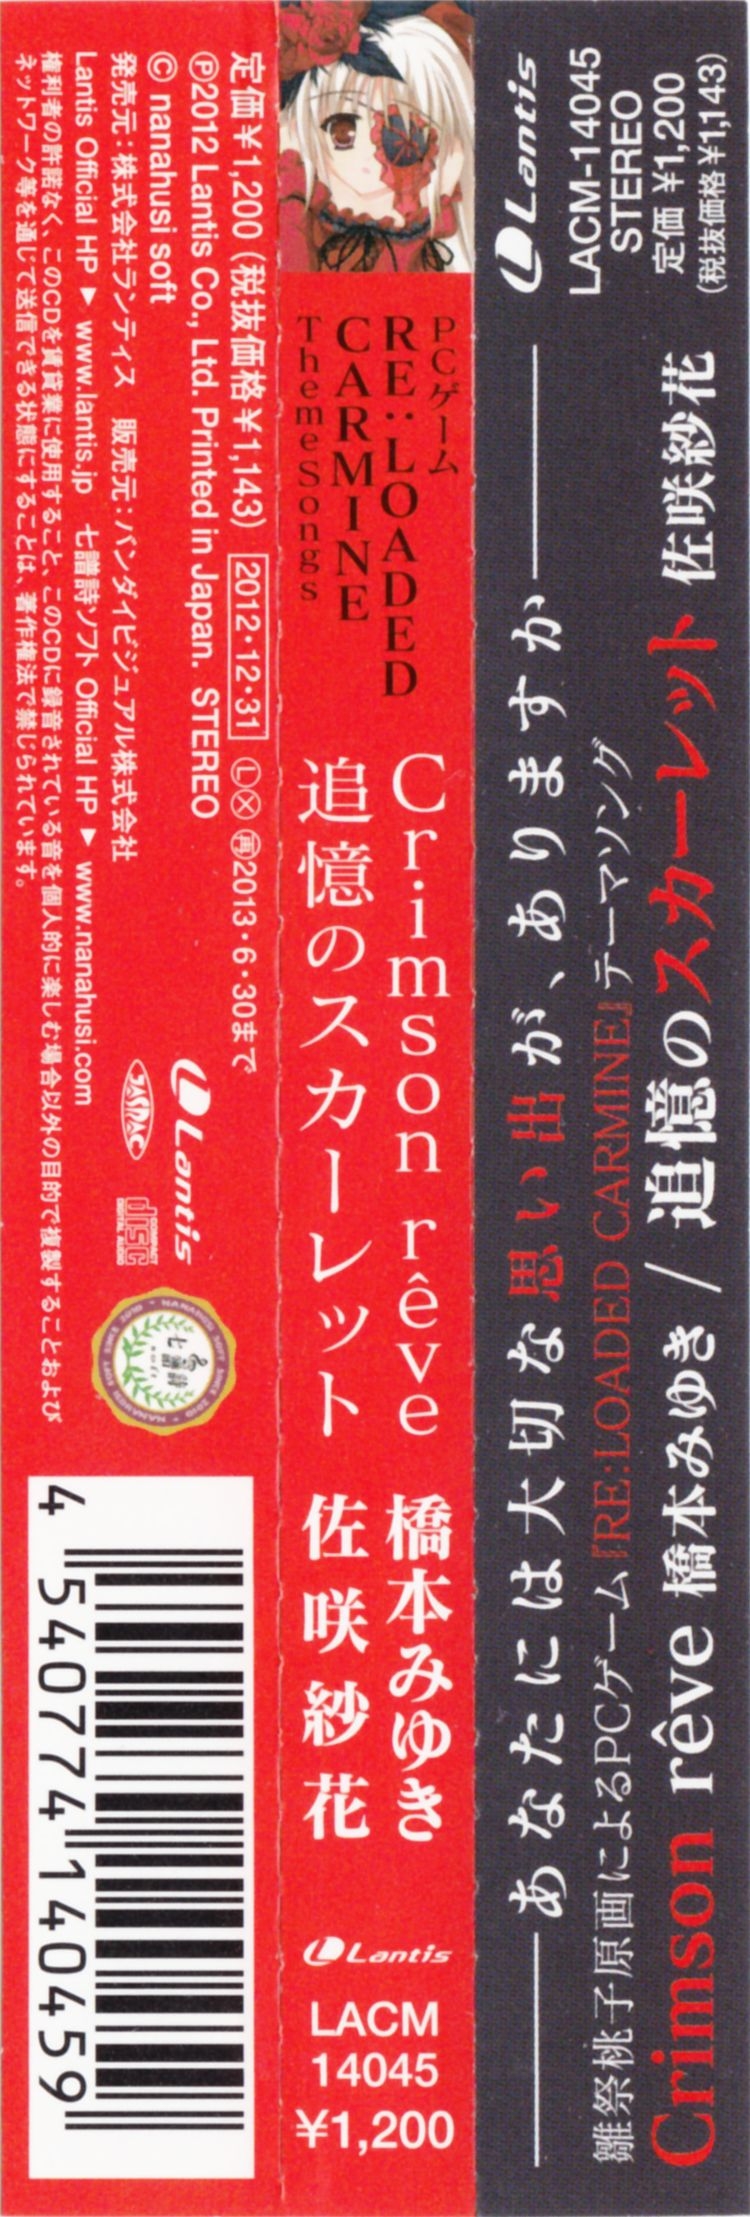 Lantis
LACM-14045
STEREO
定価 ¥1,200
(税抜価格¥1,143)
――あなたには大切な思い出が、ありますか――
雛祭桃子原画によるPCゲーム『RE:LOADED CARMINE』テーマソング
Crimson rêve 橋本みゆき / 追憶のスカーレット 佐咲紗花
PCゲーム
RE:LOADED
CARMINE
ThemeSongs
Crimson rêve 橋本みゆき
追憶のスカーレット 佐咲紗花
Lantis
LACM
14045
¥1,200
定価¥1,200 (税抜価格¥1,143) 2012・12・31 Ⓛ Ⓧ ㊢2013・6・30まで
Ⓟ2012 Lantis Co., Ltd. Printed in Japan. STEREO
© nanahusi soft
発売元:株式会社ランティス 販売元:バンダイビジュアル株式会社
Lantis Official HP ▶ www.lantis.jp 七譜詩ソフト Official HP ▶ www.nanahusi.com
権利者の許諾なく、このCDを賃貸業に使用すること、このCDに録音されている音を個人的に楽しむ場合以外の目的で複製することおよび
ネットワーク等を通じて送信できる状態にすることは、著作権法で禁じられています。
Lantis
JASRAC
COMPACT
disc
DIGITAL AUDIO
七譜詩
4 540774 140459